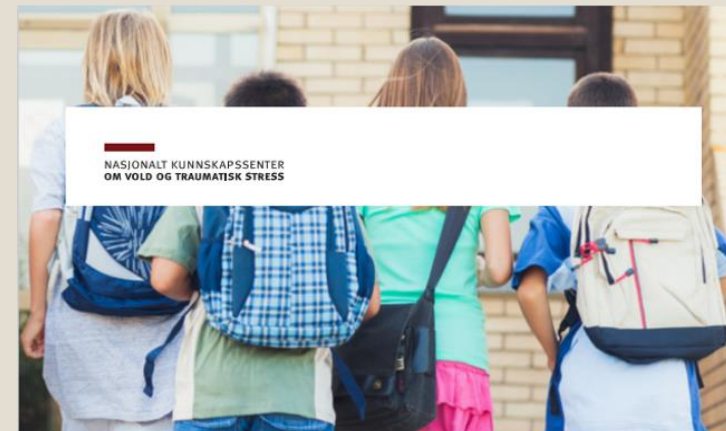 NASJONALT KUNNSKAPSSENTER
OM VOLD OG TRAUMATISK STRESS